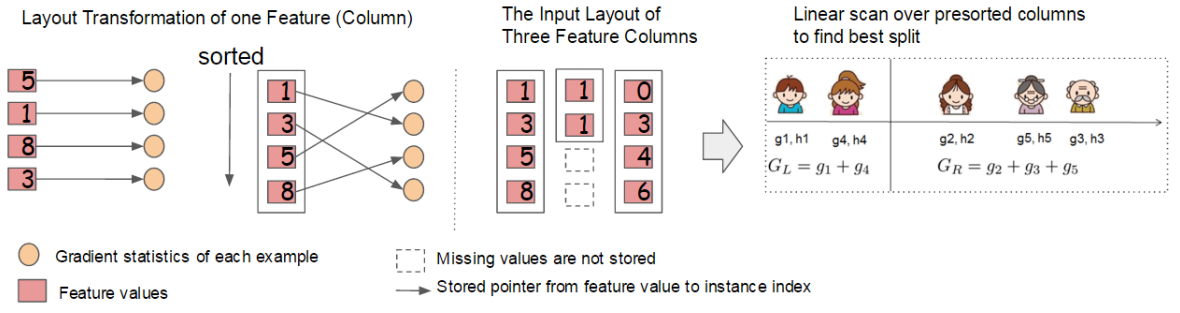 Layout Transformation of one Feature (Column)
The Input Layout of
Three Feature Columns
Linear scan over presorted columns
to find best split
sorted
5
1
8
3
1
3
5
8
1
3
5
8
1
1
0
3
4
6
g1, h1
g4, h4
g2, h2
g5, h5
g3, h3
G_L = g_1 + g_4
G_R = g_2 + g_3 + g_5
Gradient statistics of each example
Feature values
Missing values are not stored
Stored pointer from feature value to instance index